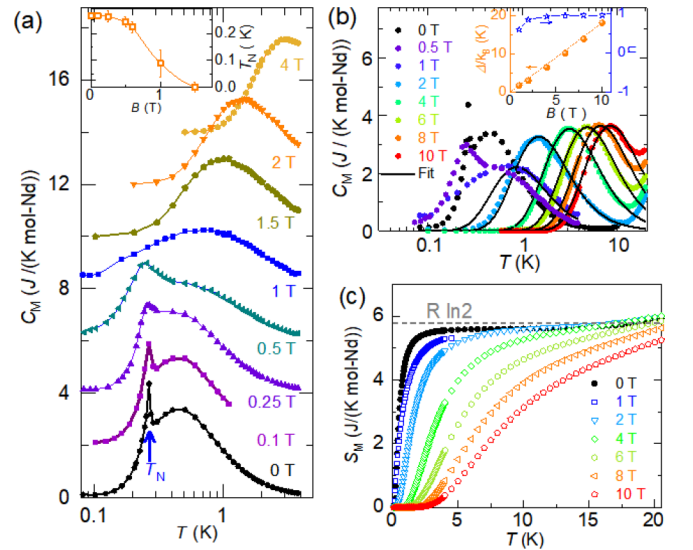 (a)
C_M (J /(K mol-Nd))
16
12
8
4
0
0.1
1
T (K)
T_N (K)
0.2
0.0
0
1
B (T)
4 T
2 T
1.5 T
1 T
0.5 T
0.25 T
0.1 T
0 T
T_N
(b)
C_M (J / (K mol-Nd))
6
4
2
0
0.1
1
10
T (K)
0 T
0.5 T
1 T
2 T
4 T
6 T
8 T
10 T
Fit
Δ/k_B (K)
20
10
0
0
5
10
B (T)
1
0
-1
n
(c)
S_M (J/(K mol-Nd))
6
4
2
0
0
5
10
15
20
T (K)
R ln2
0 T
1 T
2 T
4 T
6 T
8 T
10 T